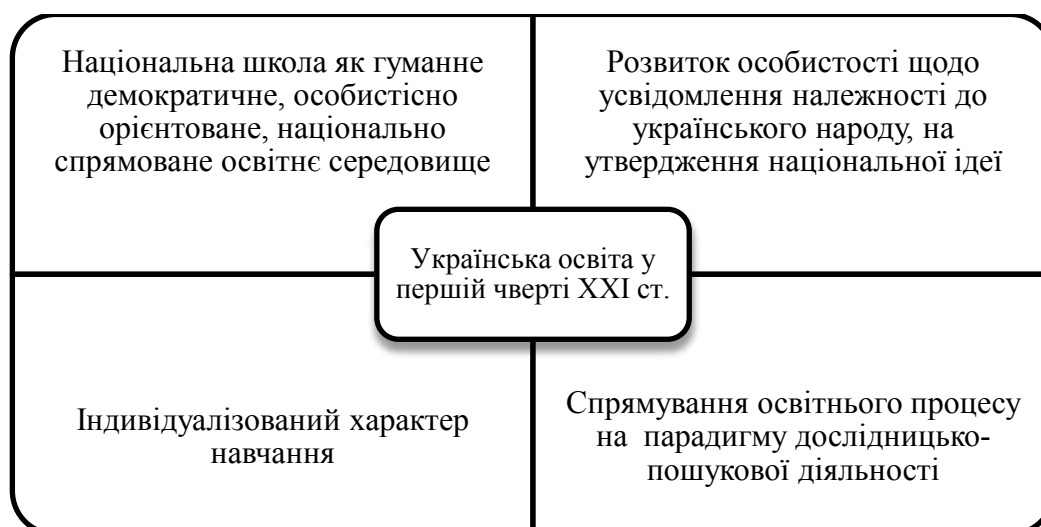 Національна школа як гуманне
демократичне, особистісно
орієнтоване, національно
спрямоване освітнє середовище
Розвиток особистості щодо
усвідомлення належності до
українського народу, на
утвердження національної ідеї
Українська освіта у
першій чверті ХХІ ст.
Індивідуалізований характер
навчання
Спрямування освітнього процесу
на парадигму дослідницько-
пошукової діяльності